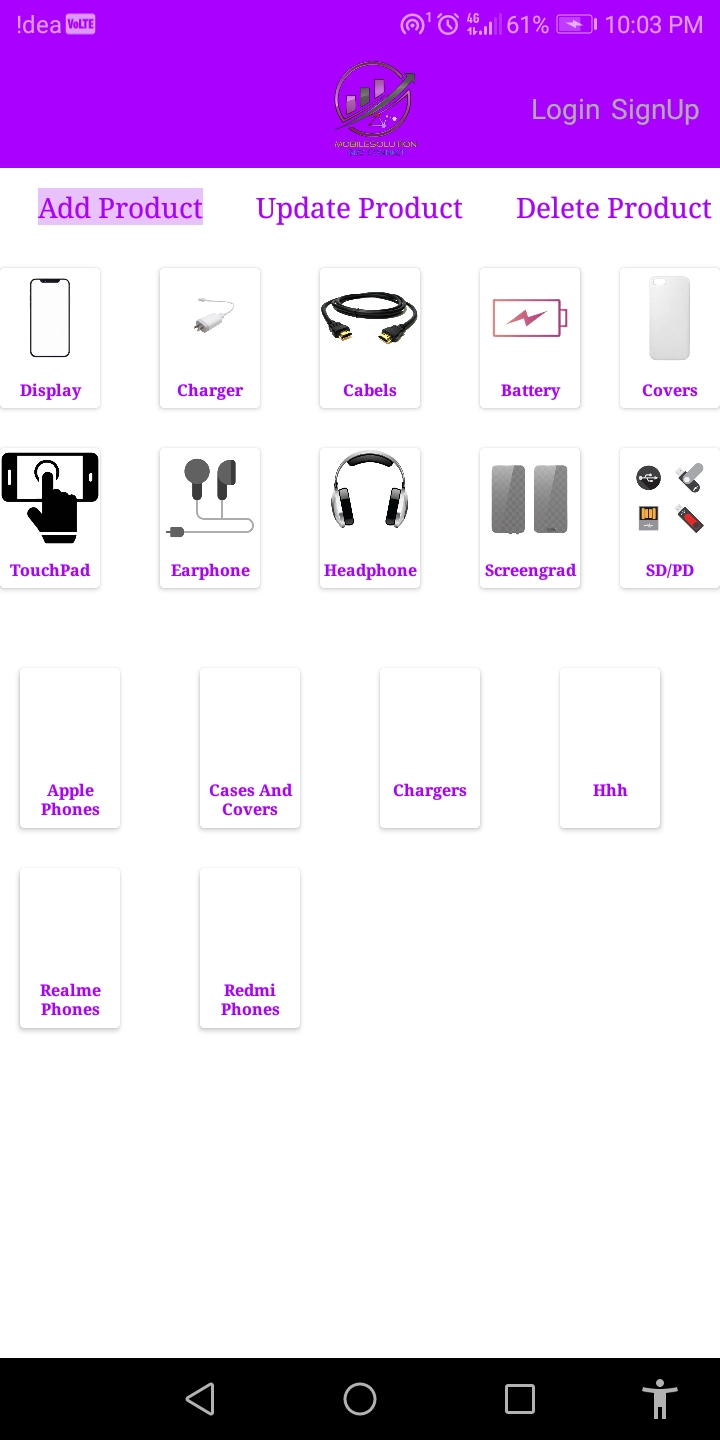 !dea VoLTE 1 4G 61% 10:03 PM
Login SignUp
MOBILESOLUTION
Add Product Update Product Delete Product
Display Charger Cabels Battery Covers
TouchPad Earphone Headphone Screengrad SD/PD
Apple Phones
Cases And Covers
Chargers
Hhh
Realme Phones
Redmi Phones